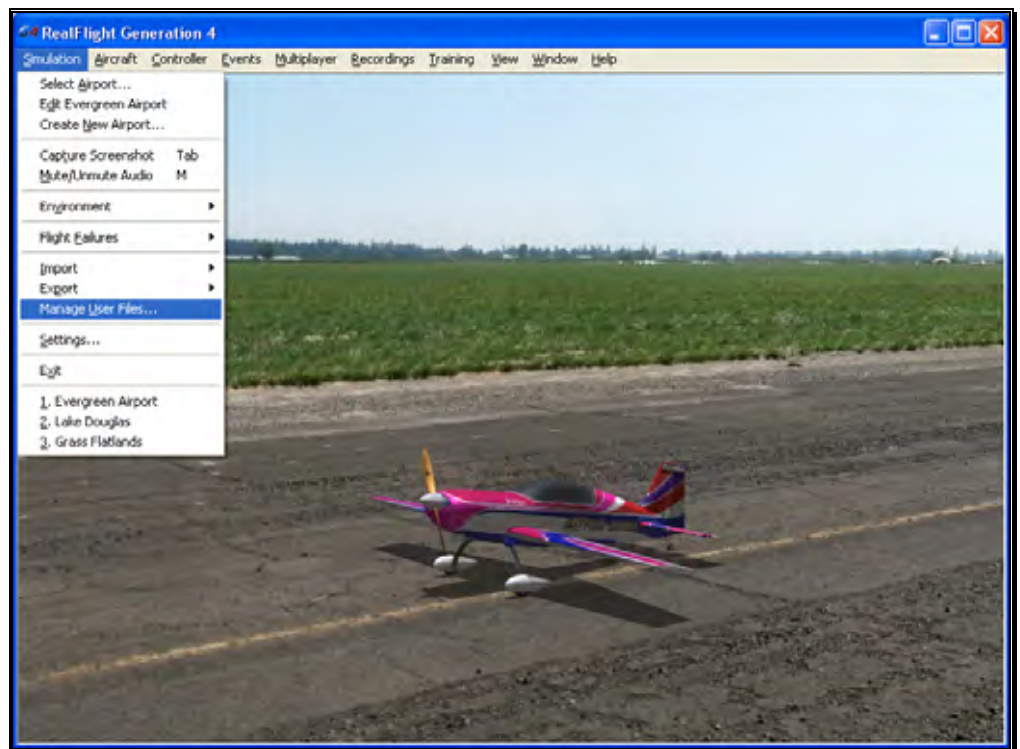 RealFlight Generation 4
Simulation Aircraft Controller Events Multiplayer Recordings Training View Window Help
Select Airport...
Edit Evergreen Airport
Create New Airport...
Capture Screenshot Tab
Mute/Unmute Audio M
Environment
Flight Failures
Import
Export
Manage User Files...
Settings...
Exit
1. Evergreen Airport
2. Lake Douglas
3. Grass Flatlands